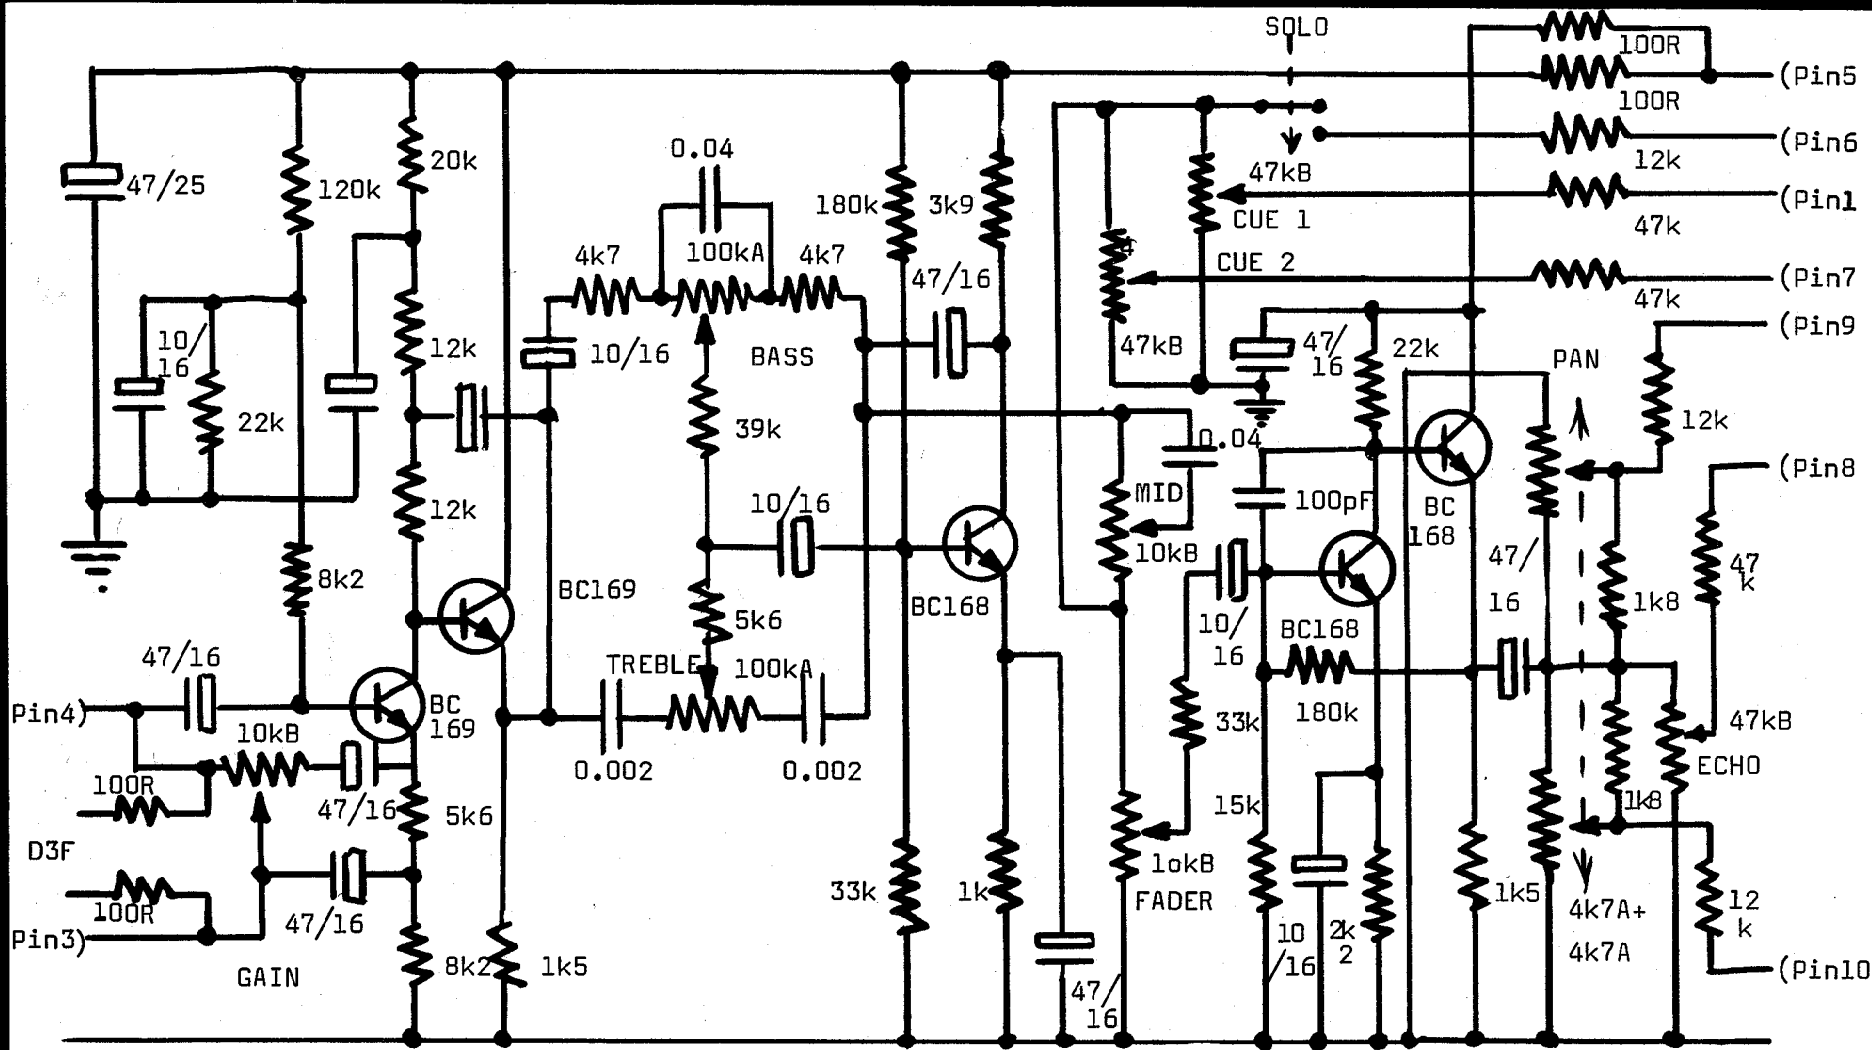 SOLO
100R
(Pin5
100R
(Pin6
12k
47/25
120k
20k
0.04
180k
3k9
47kB
(Pin1
CUE 1
47k
4k7
100kA
4k7
47/16
4
CUE 2
(Pin7
47k
10/
16
12k
10/16
BASS
47kB
47/
16
22k
PAN
(Pin9
22k
39k
0.04
12k
(Pin8
12k
10/16
MID
100pF
BC
168
8k2
BC169
10kB
47/
16
47
k
5k6
BC168
10/
16
BC168
1k8
47/16
TREBLE
100kA
Pin4)
10kB
BC
169
33k
180k
47kB
ECHO
100R
47/16
0.002
0.002
5k6
15k
1k8
D3F
100R
47/16
33k
1k
10kB
FADER
1k5
12
k
Pin3)
GAIN
8k2
1k5
47/
16
10
/16
2k
2
4k7A+
4k7A
(Pin10